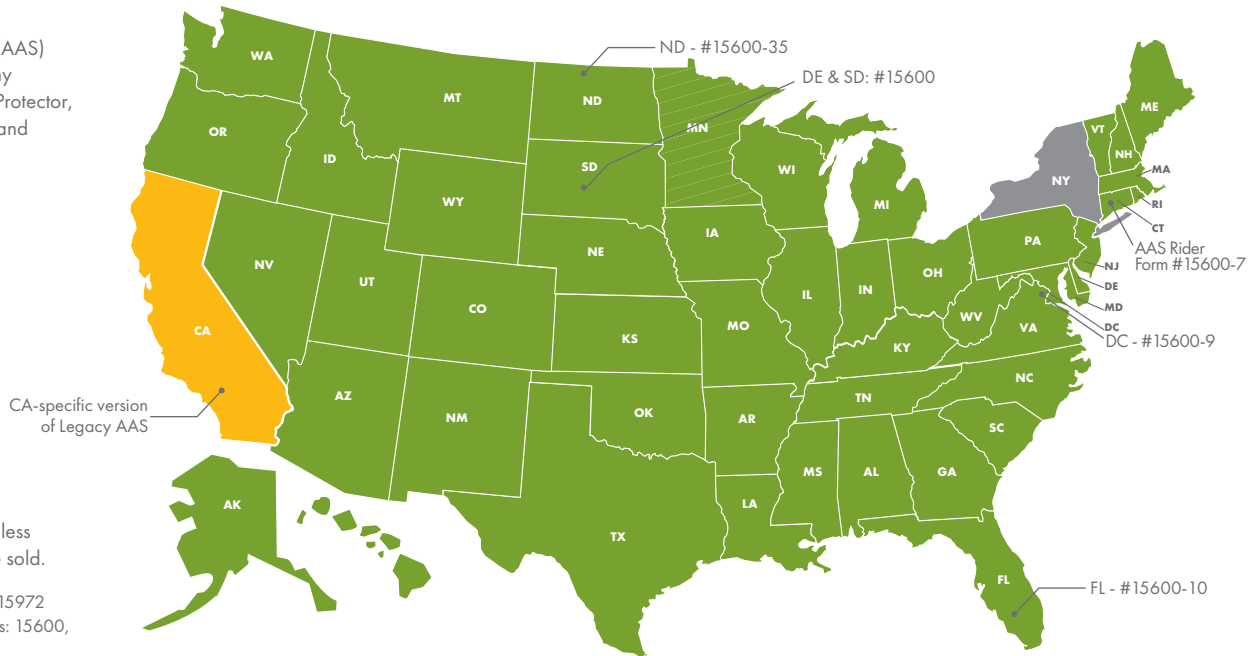 AAS)
ny
Protector,
and
less
sold.
15972
s: 15600,
ND - #15600-35
DE & SD: #15600
WA
MT
ND
MN
ME
OR
ID
SD
WI
VT
NH
MA
NY
WY
MI
RI
CT
IA
PA
AAS Rider
Form #15600-7
NE
NV
UT
OH
NJ
IL
IN
DE
CO
MD
WV
CA
MO
VA
DC
DC - #15600-9
KS
KY
NC
AZ
TN
CA-specific version
of Legacy AAS
NM
OK
AR
SC
MS
AL
GA
LA
AK
TX
FL
FL - #15600-10